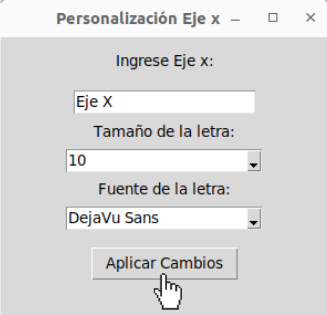 Personalización Eje x
Ingrese Eje x:
Eje X
Tamaño de la letra:
10
Fuente de la letra:
DejaVu Sans
Aplicar Cambios